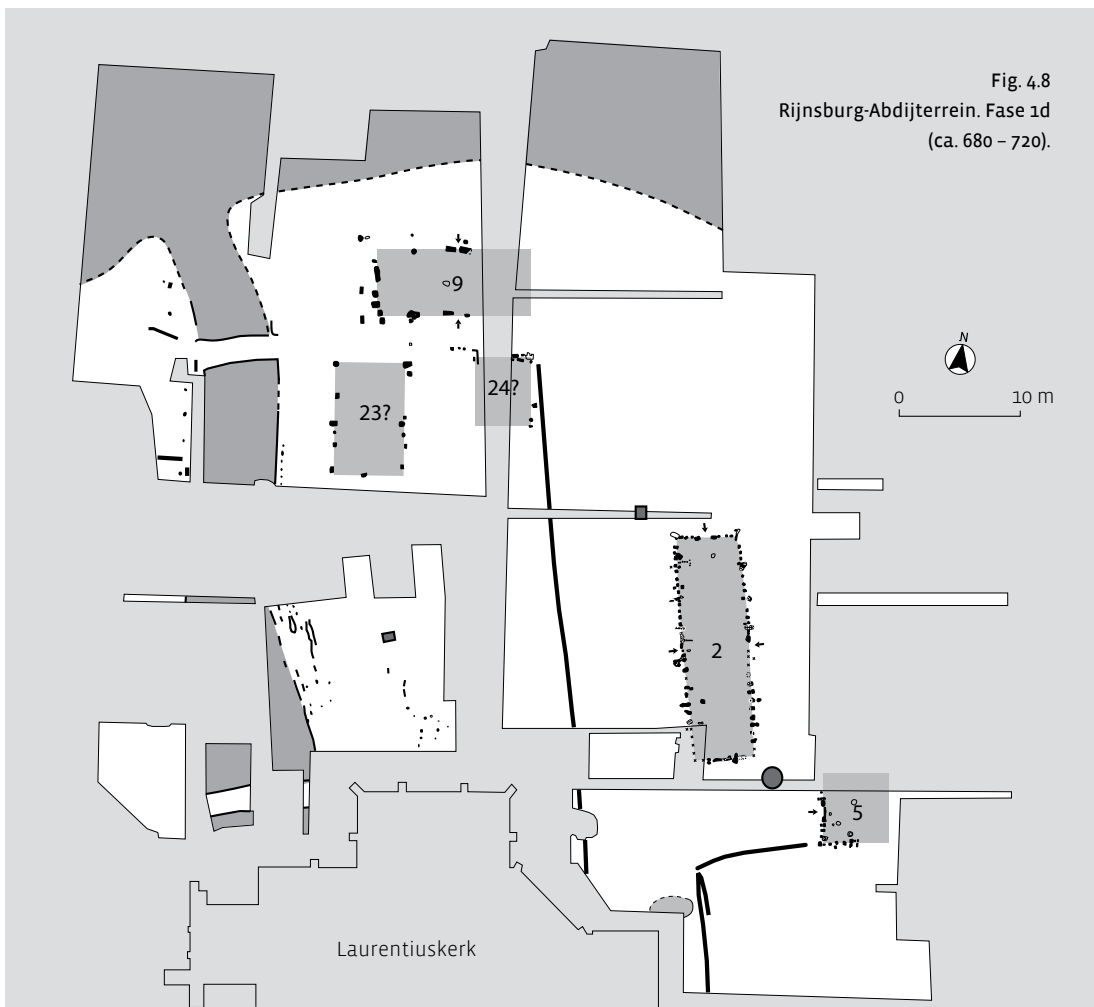 Fig. 4.8
Rijnsburg-Abdijterrein. Fase 1d
(ca. 680 – 720).
9
24?
23?
N
0 10 m
2
5
Laurentiuskerk